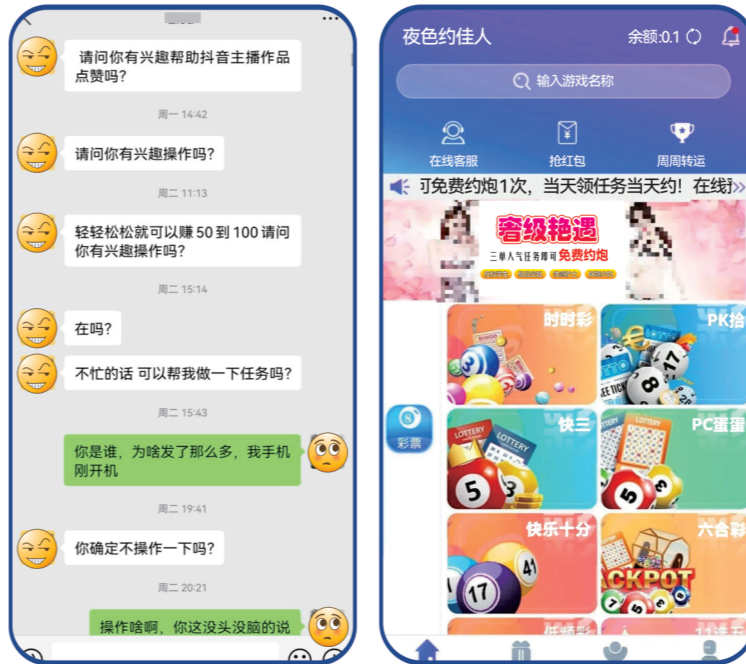 请问你有兴趣帮助抖音主播作品
点赞吗?
周一 14:42
请问你有兴趣操作吗?
周二 11:13
轻轻松松就可以赚50到100请问
你有兴趣操作吗?
周二 15:14
在吗?
不忙的话 可以帮我做一下任务吗?
周二 15:43
你是谁，为啥发了那么多，我手机
刚开机
周二 19:41
你确定不操作一下吗?
周二 20:21
操作啥啊，你这没头没脑的说
夜色约佳人
余额:0.1
输入游戏名称
在线客服
抢红包
周周转运
可免费约炮1次，当天领任务当天约！在线
奢级艳遇
三单人气任务即可免费约炮
彩票
时时彩
PK拾
快三
PC蛋蛋
快乐十分
六合彩
低频彩
11选五